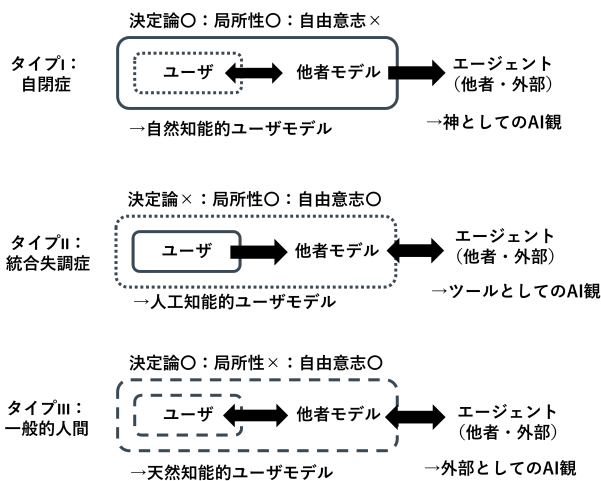 決定論〇：局所性〇：自由意志×
タイプI：
自閉症
ユーザ
他者モデル
エージェント
（他者・外部）
→自然知能的ユーザモデル
→神としてのAI観
決定論×：局所性〇：自由意志〇
タイプII：
統合失調症
ユーザ
他者モデル
エージェント
（他者・外部）
→人工知能的ユーザモデル
→ツールとしてのAI観
決定論〇：局所性×：自由意志〇
タイプIII：
一般的人間
ユーザ
他者モデル
エージェント
（他者・外部）
→天然知能的ユーザモデル
→外部としてのAI観